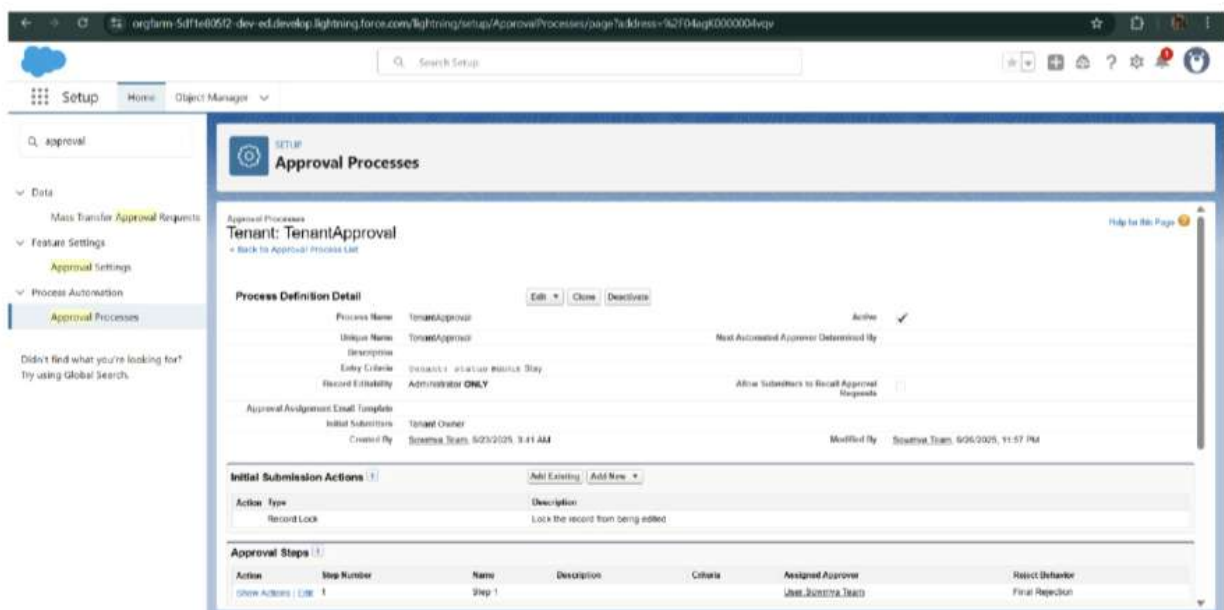 orgfarm-5df1e805f2-dev-ed.develop.lightning.force.com/lightning/setup/ApprovalProcesses/page?address=%2F04agK0000004vqv
Search Setup
Setup Home Object Manager
approval
Data
Mass Transfer Approval Requests
Feature Settings
Approval Settings
Process Automation
Approval Processes
Didn't find what you're looking for?
Try using Global Search.
SETUP
Approval Processes
Approval Processes
Tenant: TenantApproval
« Back to Approval Process List
Help for this Page
Process Definition Detail Edit Clone Deactivate
Process Name TenantApproval Active
Unique Name TenantApproval Next Automated Approver Determined By
Description
Entry Criteria Tenant: status Stay
Record Editability Administrator ONLY Allow Submitters to Recall Approval Requests
Approval Assignment Email Template
Initial Submitters Tenant Owner
Created By Team, 6/23/2025, 3:41 AM Modified By Team, 6/26/2025, 11:57 PM
Initial Submission Actions Add Existing Add New
Action Type Description
Record Lock Lock the record from being edited
Approval Steps
Action Step Number Name Description Criteria Assigned Approver Reject Behavior
Show Actions | Edit 1 Step 1 User: Team Final Rejection